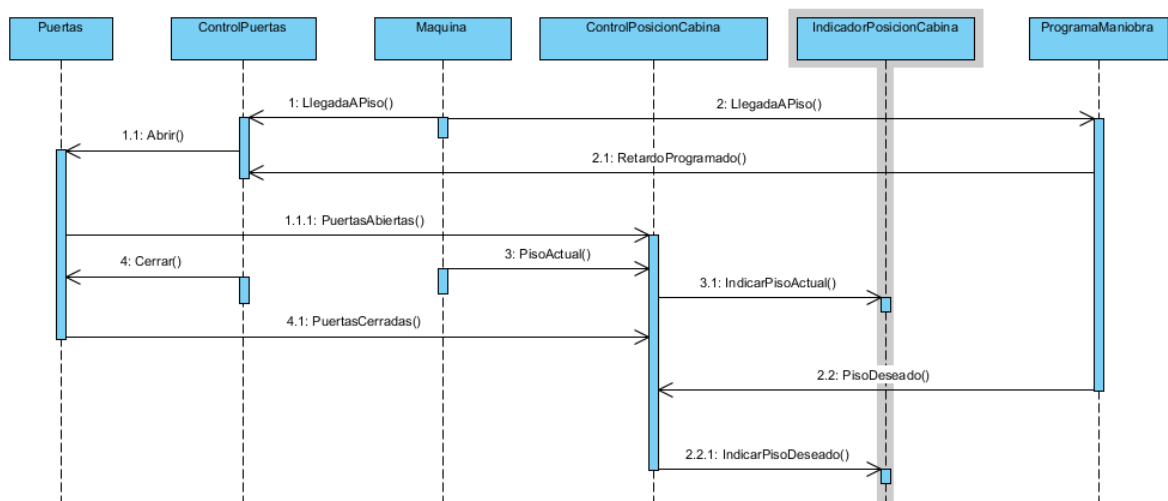 Puertas
ControlPuertas
Maquina
ControlPosicionCabina
IndicadorPosicionCabina
ProgramaManiobra
1: LlegadaAPiso()
2: LlegadaAPiso()
1.1: Abrir()
2.1: RetardoProgramado()
1.1.1: PuertasAbiertas()
4: Cerrar()
3: PisoActual()
3.1: IndicarPisoActual()
4.1: PuertasCerradas()
2.2: PisoDeseado()
2.2.1: IndicarPisoDeseado()